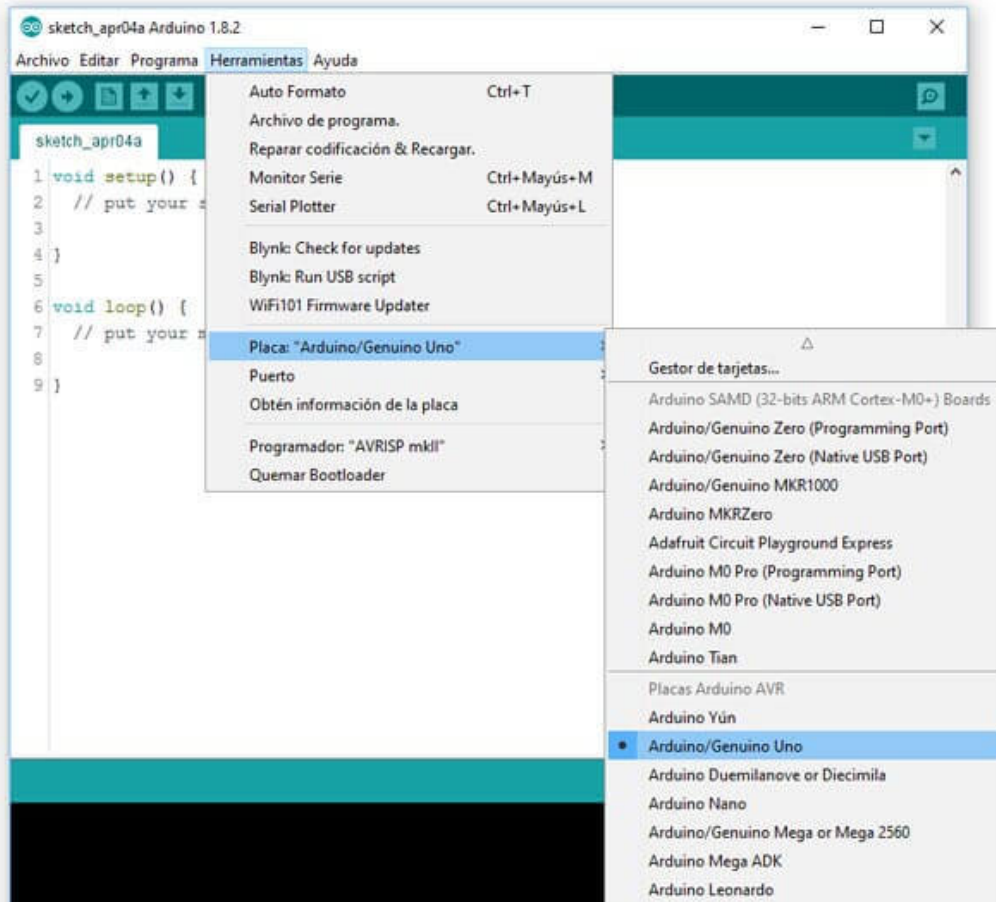 sketch_apr04a Arduino 1.8.2
Archivo Editar Programa Herramientas Ayuda
sketch_apr04a
1 void setup() {
2 // put your s
3
4 }
5
6 void loop() {
7 // put your m
8
9 }
Auto Formato Ctrl+T
Archivo de programa.
Reparar codificación & Recargar.
Monitor Serie Ctrl+Mayús+M
Serial Plotter Ctrl+Mayús+L
Blynk: Check for updates
Blynk: Run USB script
WiFi101 Firmware Updater
Placa: "Arduino/Genuino Uno"
Puerto
Obtén información de la placa
Programador: "AVRISP mkII"
Quemar Bootloader
Gestor de tarjetas...
Arduino SAMD (32-bits ARM Cortex-M0+) Boards
Arduino/Genuino Zero (Programming Port)
Arduino/Genuino Zero (Native USB Port)
Arduino/Genuino MKR1000
Arduino MKRZero
Adafruit Circuit Playground Express
Arduino M0 Pro (Programming Port)
Arduino M0 Pro (Native USB Port)
Arduino M0
Arduino Tian
Placas Arduino AVR
Arduino Yún
Arduino/Genuino Uno
Arduino Duemilanove or Diecimila
Arduino Nano
Arduino/Genuino Mega or Mega 2560
Arduino Mega ADK
Arduino Leonardo